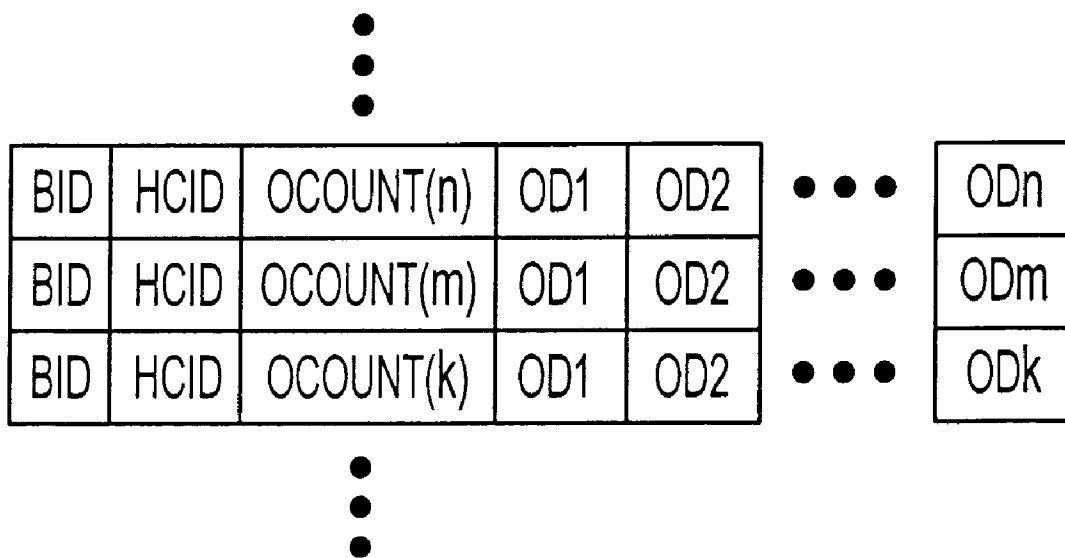 BID HCID OCOUNT(n) OD1 OD2 ODn
BID HCID OCOUNT(m) OD1 OD2 ODm
BID HCID OCOUNT(k) OD1 OD2 ODk